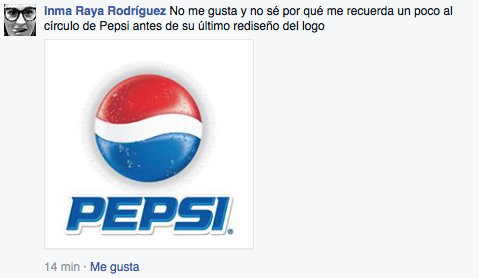 Inma Raya Rodríguez No me gusta y no sé por qué me recuerda un poco al
círculo de Pepsi antes de su último rediseño del logo
PEPSI
14 min · Me gusta